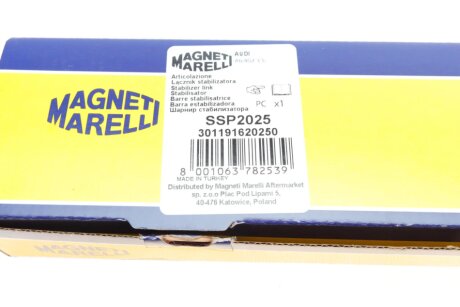 MAGNETI
MARELLI
MAGNETI
MARELLI
AUDI
Articolazione
Łącznik stabilizatora
Stabilizer link
Stabilisator
Barre stabilisatrice
Barra estabilizadora
Шарнир стабилизатора
PC x1
SSP2025
301191620250
8 001063 782539
MADE IN TURKEY
Distributed by Magneti Marelli Aftermarket
sp. z.o.o Plac Pod Lipami 5,
40-476 Katowice, Poland